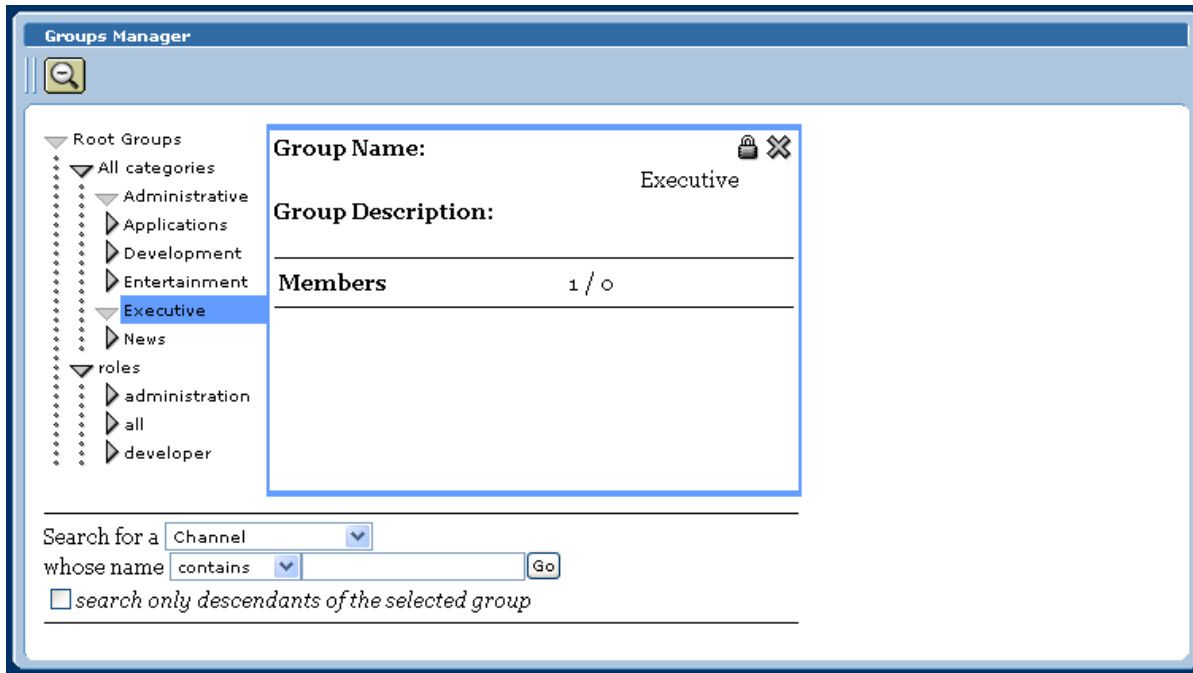 Groups Manager
Root Groups
All categories
Administrative
Applications
Development
Entertainment
Executive
News
roles
administration
all
developer
Group Name:
Executive
Group Description:
Members 1 / 0
Search for a Channel
whose name contains Go
search only descendants of the selected group